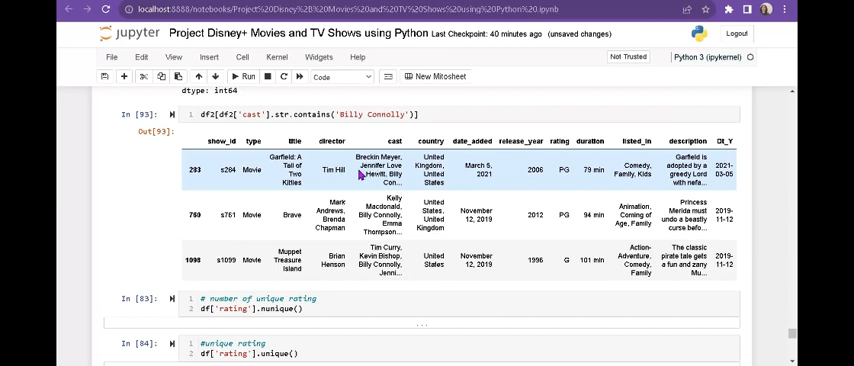 localhost:8888/notebooks/Project%20Disney%2B%20Movies%20and%20TV%20Shows%20using%20Python%20.ipynb
jupyter Project Disney+ Movies and TV Shows using Python Last Checkpoint: 40 minutes ago (unsaved changes) Logout
File Edit View Insert Cell Kernel Widgets Help Not Trusted Python 3 (ipykernel)
Run Code New Mitosheet
dtype: int64
In [93] 1 df2[df2['cast'].str.contains('Billy Connolly')]
Out[93]:
show_id type title director cast country date_added release_year rating duration listed_in description Dt_Y
283 s284 Movie Garfield: A Tail of Two Kitties Tim Hill Breckin Meyer, Jennifer Love Hewitt, Billy Con... United Kingdom, United States March 5, 2021 2006 PG 79 min Comedy, Family, Kids Garfield is adopted by a greedy Lord with nefa... 2021-03-05
760 s761 Movie Brave Mark Andrews, Brenda Chapman Kelly Macdonald, Billy Connolly, Emma Thompson... United States, United Kingdom November 12, 2019 2012 PG 94 min Animation, Coming of Age, Family Princess Merida must undo a beastly curse befo... 2019-11-12
1098 s1099 Movie Muppet Treasure Island Brian Henson Tim Curry, Kevin Bishop, Billy Connolly, Jenni... United States November 12, 2019 1996 G 101 min Action-Adventure, Comedy, Family The classic pirate tale gets a fun and zany Mu... 2019-11-12
In [83] 1 # number of unique rating
2 df['rating'].nunique()
...
In [84] 1 #unique rating
2 df['rating'].unique()